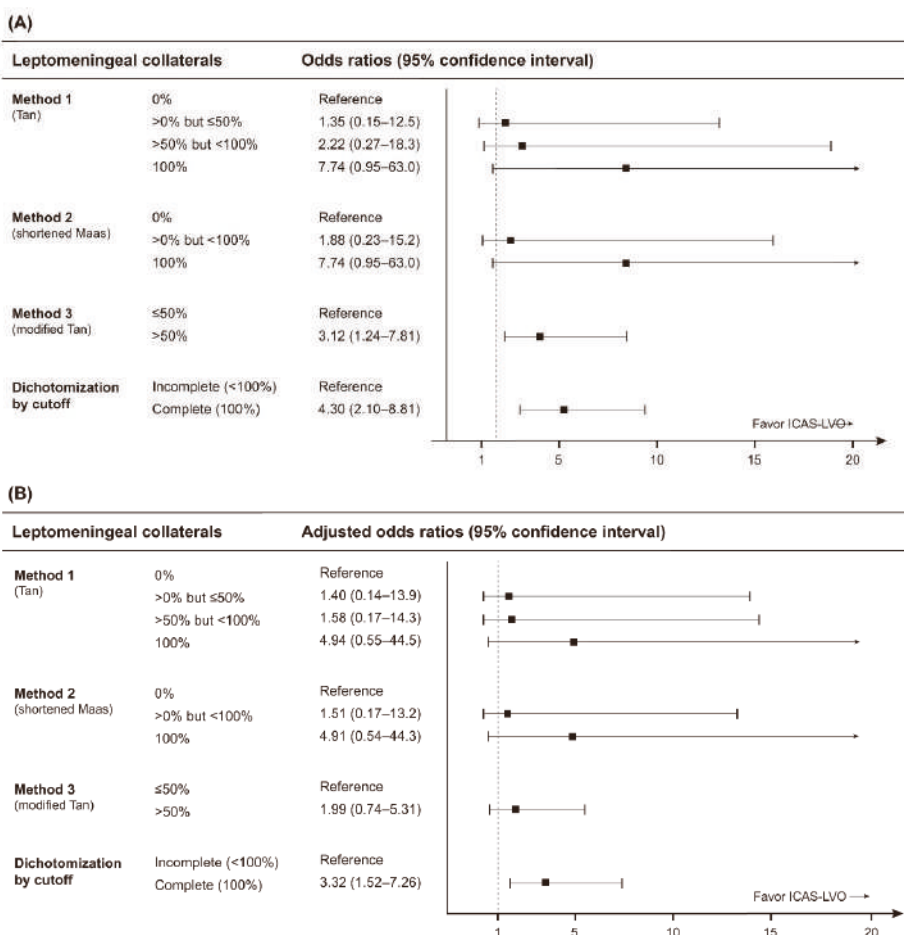 (A)
Leptomeningeal collaterals Odds ratios (95% confidence interval)
Method 1 0% Reference
(Tan) >0% but ≤50% 1.35 (0.15–12.5)
>50% but <100% 2.22 (0.27–18.3)
100% 7.74 (0.95–63.0)
Method 2 0% Reference
(shortened Maas) >0% but <100% 1.88 (0.23–15.2)
100% 7.74 (0.95–63.0)
Method 3 ≤50% Reference
(modified Tan) >50% 3.12 (1.24–7.81)
Dichotomization Incomplete (<100%) Reference
by cutoff Complete (100%) 4.30 (2.10–8.81)
Favor ICAS-LVO
1 5 10 15 20
(B)
Leptomeningeal collaterals Adjusted odds ratios (95% confidence interval)
Method 1 0% Reference
(Tan) >0% but ≤50% 1.40 (0.14–13.9)
>50% but <100% 1.58 (0.17–14.3)
100% 4.94 (0.55–44.5)
Method 2 0% Reference
(shortened Maas) >0% but <100% 1.51 (0.17–13.2)
100% 4.91 (0.54–44.3)
Method 3 ≤50% Reference
(modified Tan) >50% 1.99 (0.74–5.31)
Dichotomization Incomplete (<100%) Reference
by cutoff Complete (100%) 3.32 (1.52–7.26)
Favor ICAS-LVO
1 5 10 15 20